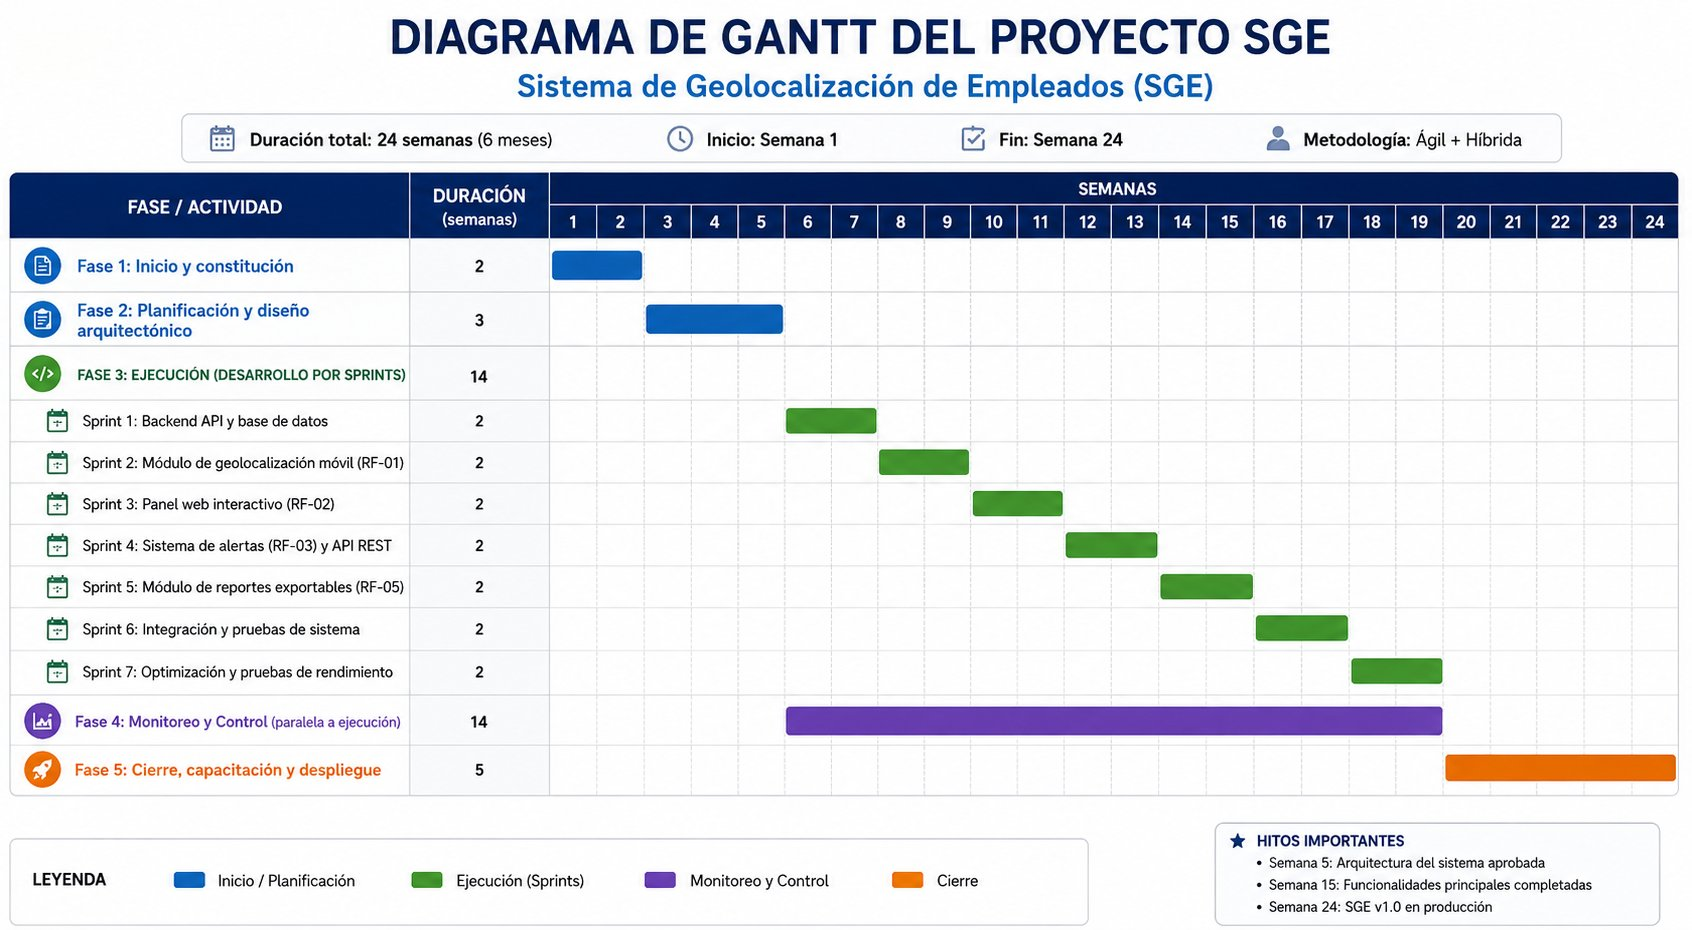 DIAGRAMA DE GANTT DEL PROYECTO SGE
Sistema de Geolocalización de Empleados (SGE)
Duración total: 24 semanas (6 meses)
Inicio: Semana 1
Fin: Semana 24
Metodología: Ágil + Híbrida
FASE / ACTIVIDAD
DURACIÓN
(semanas)
SEMANAS
1 2 3 4 5 6 7 8 9 10 11 12 13 14 15 16 17 18 19 20 21 22 23 24
Fase 1: Inicio y constitución 2
Fase 2: Planificación y diseño
arquitectónico 3
FASE 3: EJECUCIÓN (DESARROLLO POR SPRINTS) 14
Sprint 1: Backend API y base de datos 2
Sprint 2: Módulo de geolocalización móvil (RF-01) 2
Sprint 3: Panel web interactivo (RF-02) 2
Sprint 4: Sistema de alertas (RF-03) y API REST 2
Sprint 5: Módulo de reportes exportables (RF-05) 2
Sprint 6: Integración y pruebas de sistema 2
Sprint 7: Optimización y pruebas de rendimiento 2
Fase 4: Monitoreo y Control (paralela a ejecución) 14
Fase 5: Cierre, capacitación y despliegue 5
LEYENDA
Inicio / Planificación
Ejecución (Sprints)
Monitoreo y Control
Cierre
HITOS IMPORTANTES
• Semana 5: Arquitectura del sistema aprobada
• Semana 15: Funcionalidades principales completadas
• Semana 24: SGE v1.0 en producción